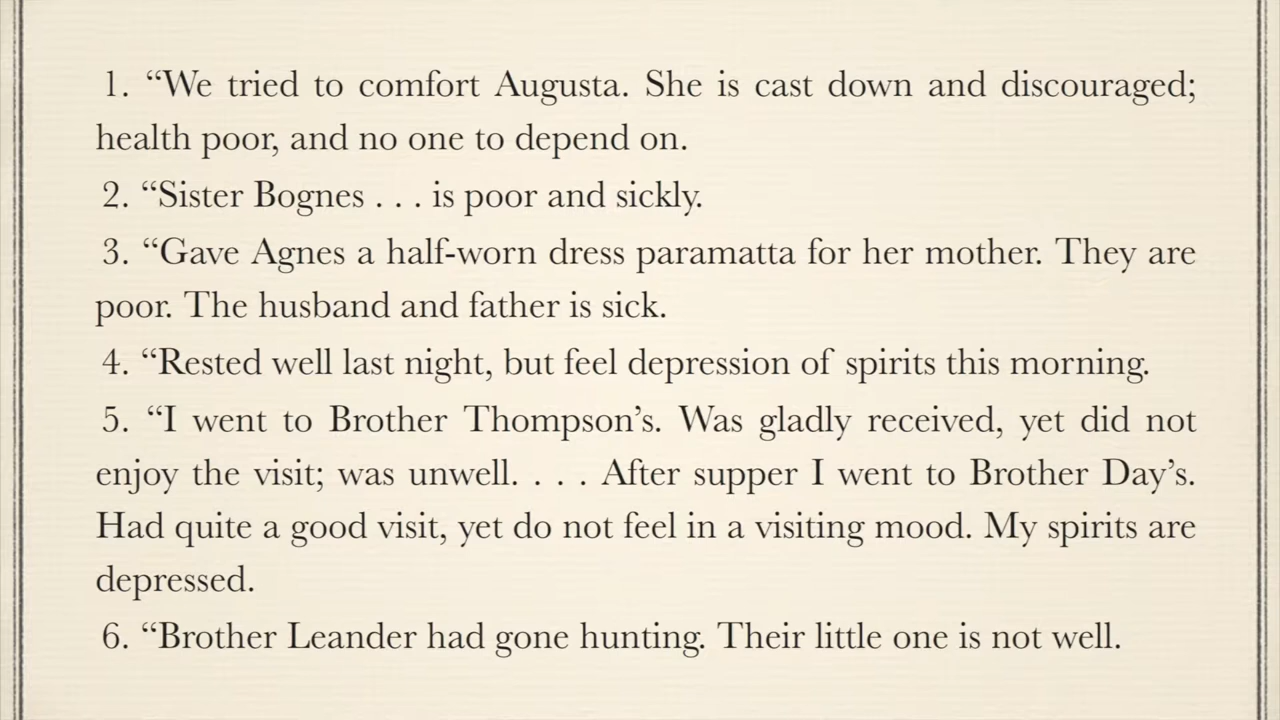 1. “We tried to comfort Augusta. She is cast down and discouraged;
health poor, and no one to depend on.
2. “Sister Bognes . . . is poor and sickly.
3. “Gave Agnes a half-worn dress paramatta for her mother. They are
poor. The husband and father is sick.
4. “Rested well last night, but feel depression of spirits this morning.
5. “I went to Brother Thompson’s. Was gladly received, yet did not
enjoy the visit; was unwell. . . . After supper I went to Brother Day’s.
Had quite a good visit, yet do not feel in a visiting mood. My spirits are
depressed.
6. “Brother Leander had gone hunting. Their little one is not well.